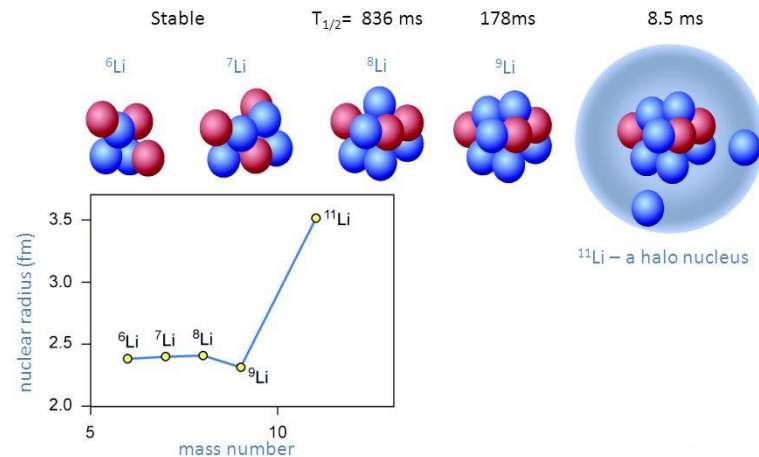 Stable T₁/₂= 836 ms 178ms 8.5 ms
⁶Li ⁷Li ⁸Li ⁹Li
¹¹Li – a halo nucleus
nuclear radius (fm)
3.5
3.0
2.5
2.0
¹¹Li
⁶Li ⁷Li ⁸Li
⁹Li
5 10
mass number